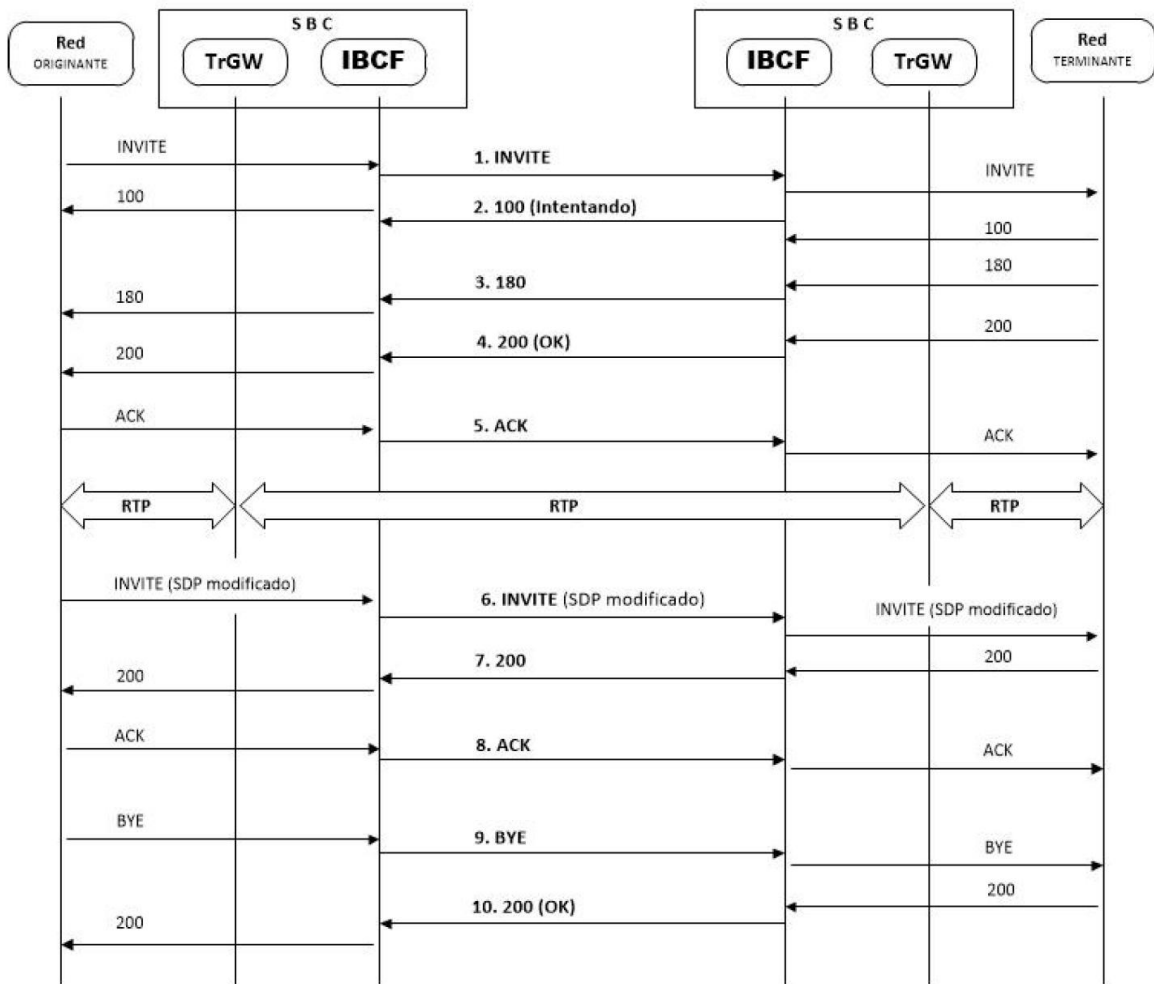 S B C
S B C
Red
ORIGINANTE
TrGW
IBCF
IBCF
TrGW
Red
TERMINANTE
INVITE
1. INVITE
INVITE
100
2. 100 (Intentando)
100
180
3. 180
180
200
4. 200 (OK)
200
ACK
5. ACK
ACK
RTP
RTP
RTP
INVITE (SDP modificado)
6. INVITE (SDP modificado)
INVITE (SDP modificado)
7. 200
200
200
ACK
8. ACK
ACK
BYE
9. BYE
BYE
200
10. 200 (OK)
200